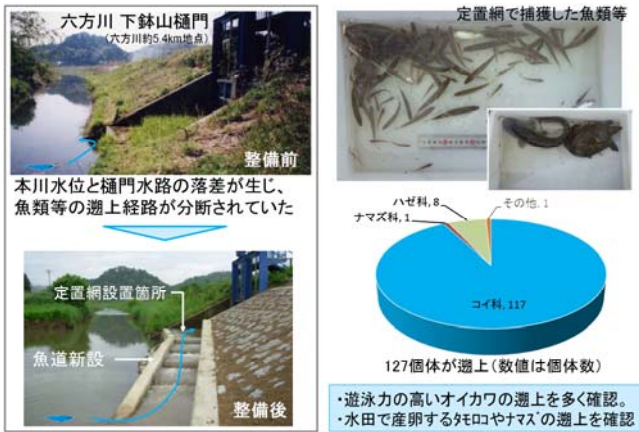 六方川 下鉢山樋門
(六方川約5.4km地点)
整備前
本川水位と樋門水路の落差が生じ、
魚類等の遡上経路が分断されていた
定置網設置箇所
魚道新設
整備後
定置網で捕獲した魚類等
ハゼ科, 8
その他, 1
ナマズ科, 1
コイ科, 117
127個体が遡上(数値は個体数)
・遊泳力の高いオイカワの遡上を多く確認。
・水田で産卵するタモロコやナマズの遡上を確認